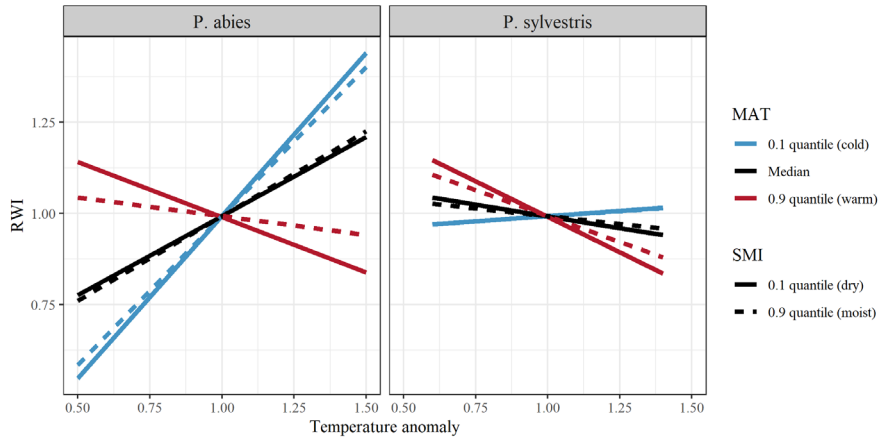 P. abies
P. sylvestris
RWI
1.25
1.00
0.75
0.50
0.75
1.00
1.25
1.50
0.50
0.75
1.00
1.25
1.50
Temperature anomaly
MAT
0.1 quantile (cold)
Median
0.9 quantile (warm)
SMI
0.1 quantile (dry)
0.9 quantile (moist)